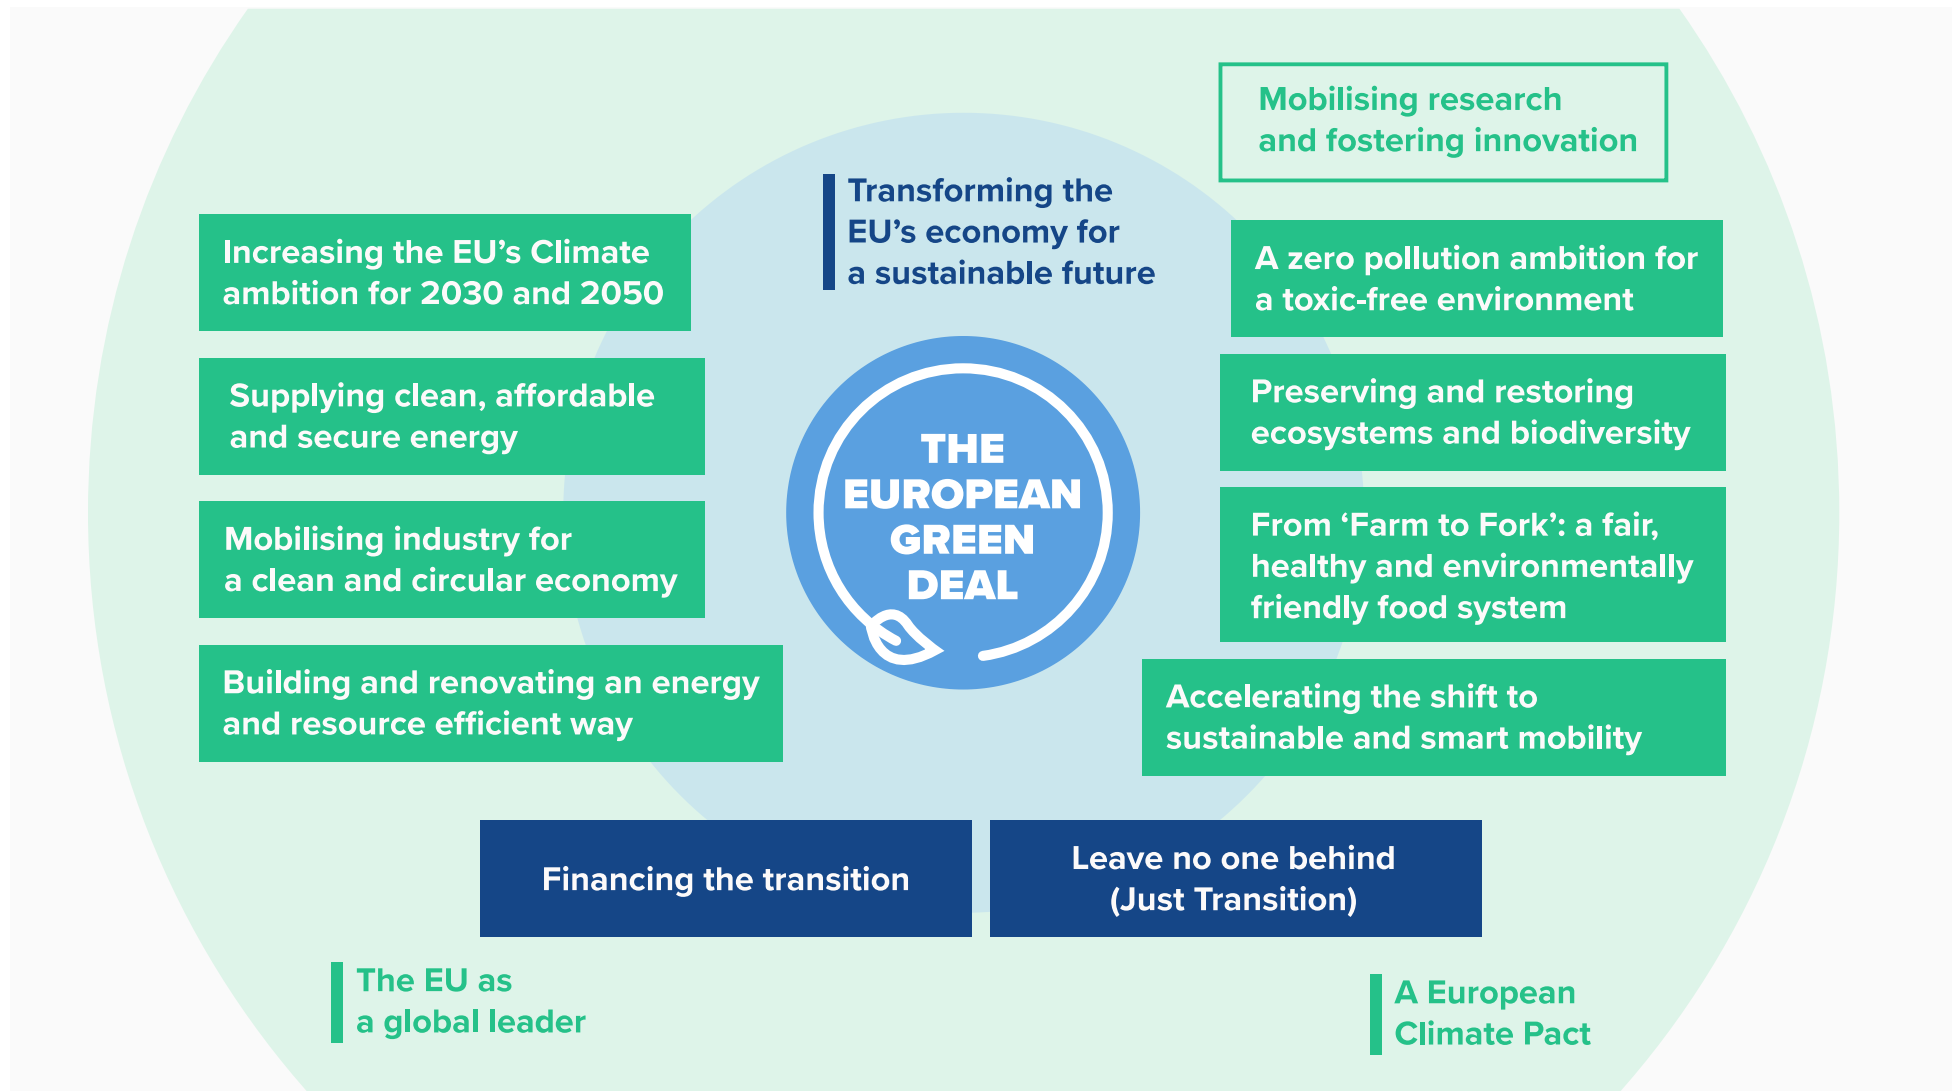 Mobilising research
and fostering innovation
Transforming the
EU’s economy for
a sustainable future
Increasing the EU’s Climate
ambition for 2030 and 2050
Supplying clean, affordable
and secure energy
Mobilising industry for
a clean and circular economy
Building and renovating an energy
and resource efficient way
THE
EUROPEAN
GREEN
DEAL
A zero pollution ambition for
a toxic-free environment
Preserving and restoring
ecosystems and biodiversity
From ‘Farm to Fork’: a fair,
healthy and environmentally
friendly food system
Accelerating the shift to
sustainable and smart mobility
Financing the transition
Leave no one behind
(Just Transition)
The EU as
a global leader
A European
Climate Pact